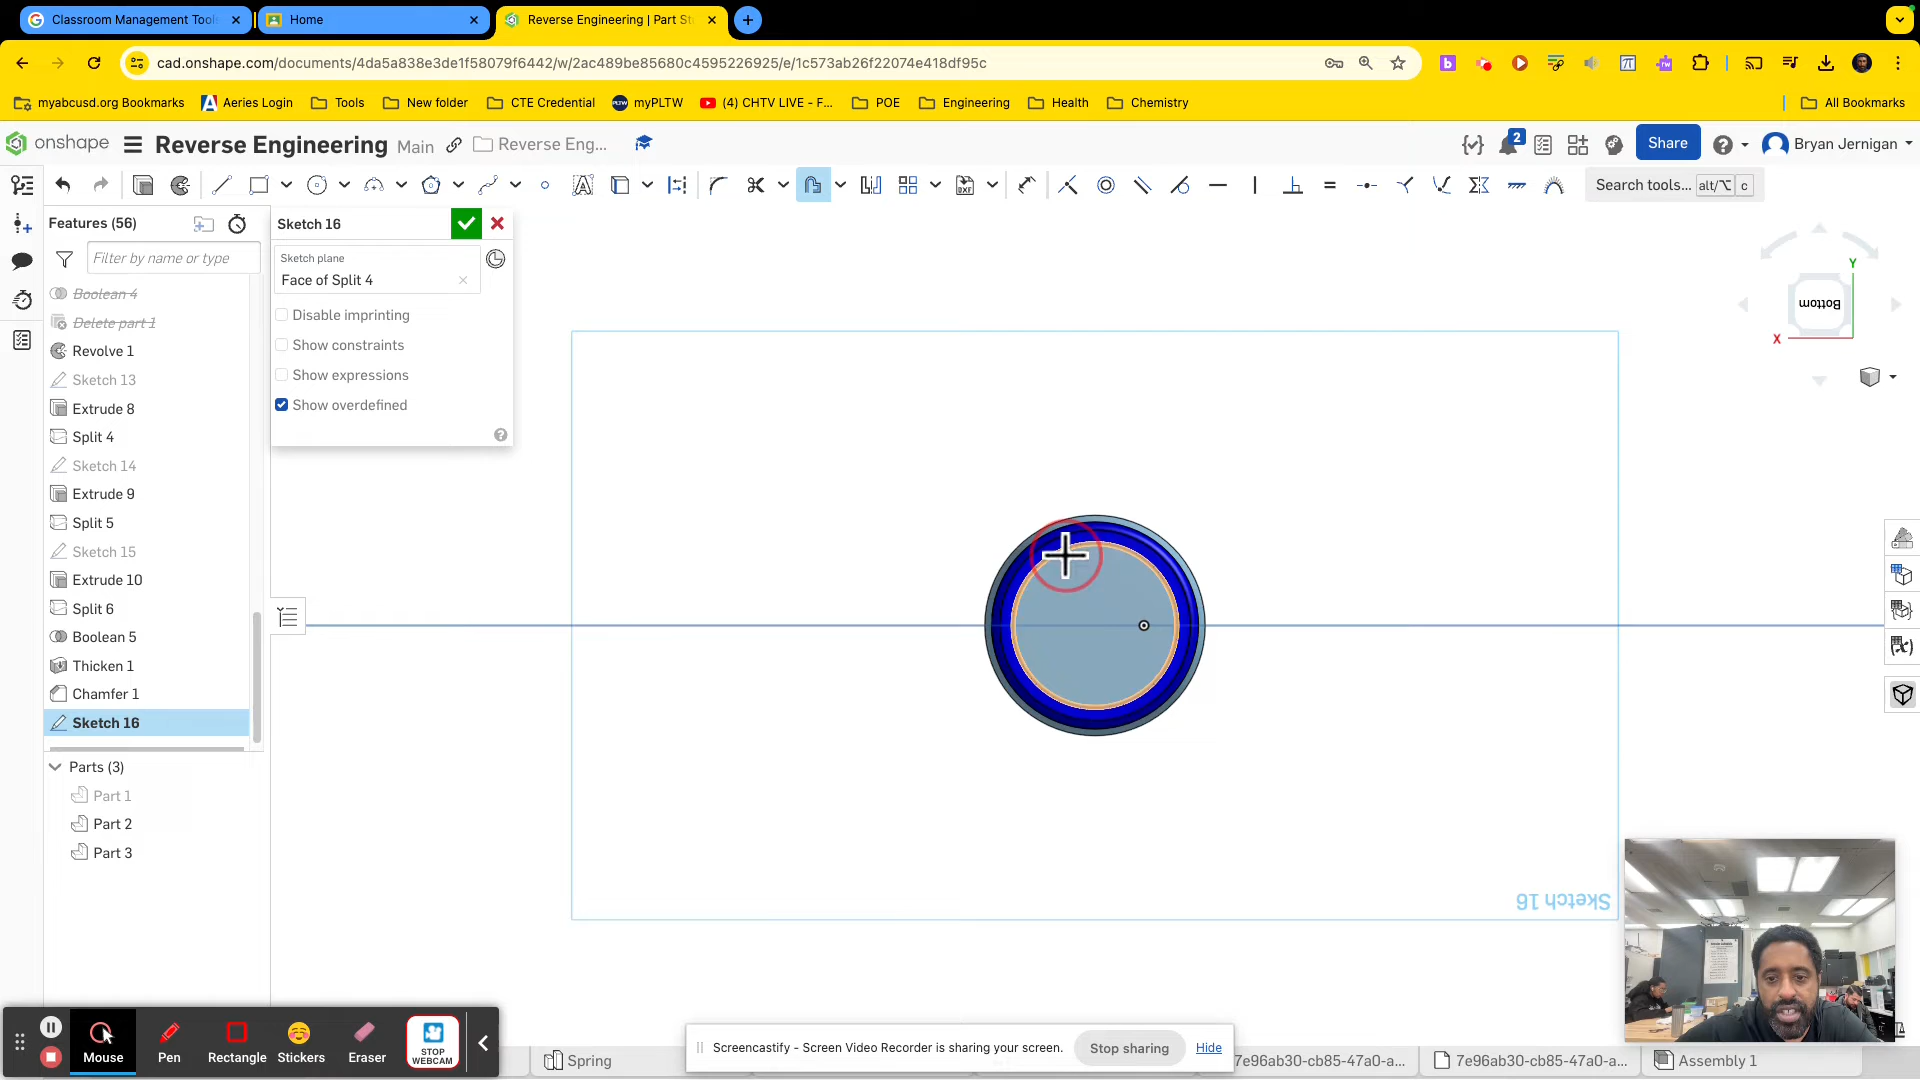 Classroom Management Tool
Home
Reverse Engineering | Part St
cad.onshape.com/documents/4da5a838e3de1f58079f6442/w/2ac489be85680c4595226925/e/1c573ab26f22074e418df95c
myabcusd.org Bookmarks
Aeries Login
Tools
New folder
CTE Credential
myPLTW
(4) CHTV LIVE - F...
POE
Engineering
Health
Chemistry
All Bookmarks
onshape
Reverse Engineering
Main
Reverse Eng...
2
Share
Bryan Jernigan
Search tools...
alt/⌥
c
Features (56)
Filter by name or type
Boolean 4
Delete part 1
Revolve 1
Sketch 13
Extrude 8
Split 4
Sketch 14
Extrude 9
Split 5
Sketch 15
Extrude 10
Split 6
Boolean 5
Thicken 1
Chamfer 1
Sketch 16
Parts (3)
Part 1
Part 2
Part 3
Sketch 16
Sketch plane
Face of Split 4
Disable imprinting
Show constraints
Show expressions
Show overdefined
Y
Bottom
X
Sketch 16
Mouse
Pen
Rectangle
Stickers
Eraser
STOP
WEBCAM
Spring
Screencastify - Screen Video Recorder is sharing your screen.
Stop sharing
Hide
7e96ab30-cb85-47a0-a...
7e96ab30-cb85-47a0-a...
Assembly 1